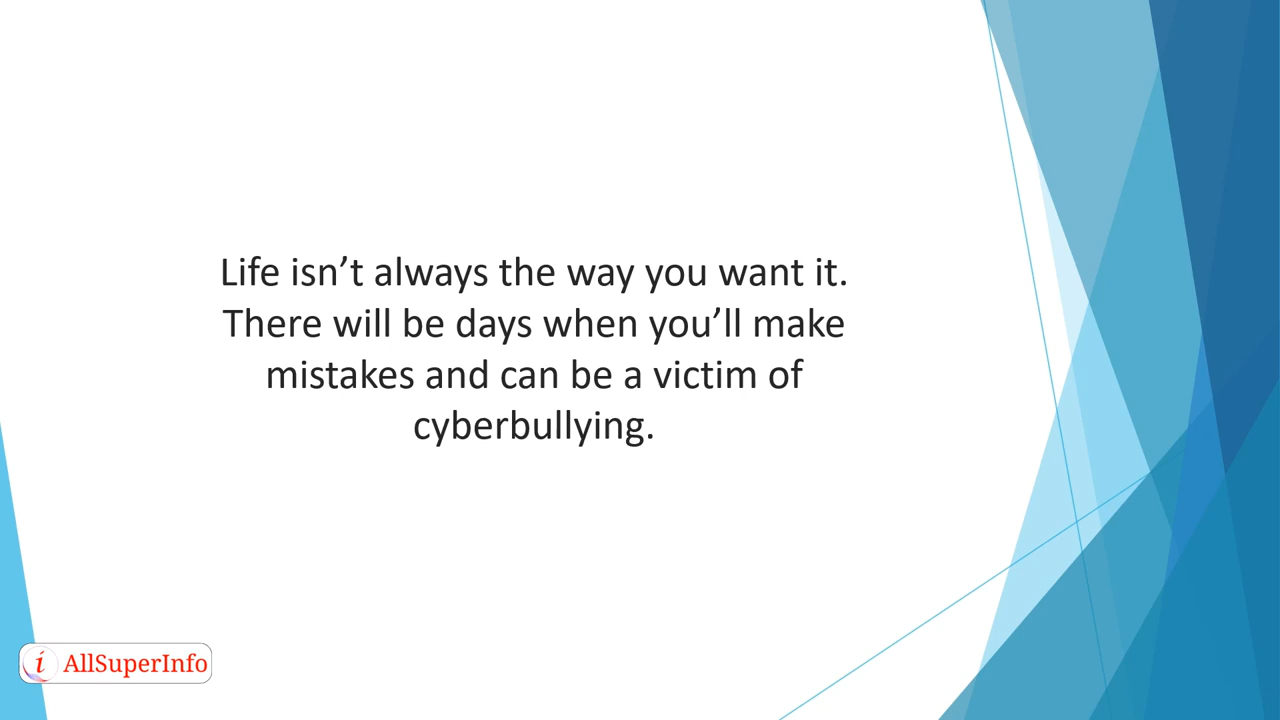 Life isn’t always the way you want it.
There will be days when you’ll make
mistakes and can be a victim of
cyberbullying.
i AllSuperInfo